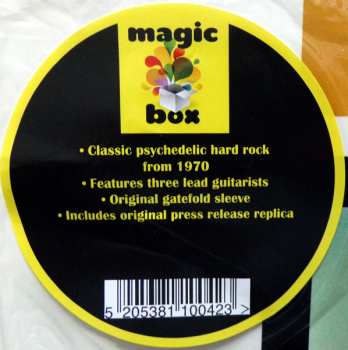 magic
box
• Classic psychedelic hard rock
from 1970
• Features three lead guitarists
• Original gatefold sleeve
• Includes original press release replica
5 205381 100423 >